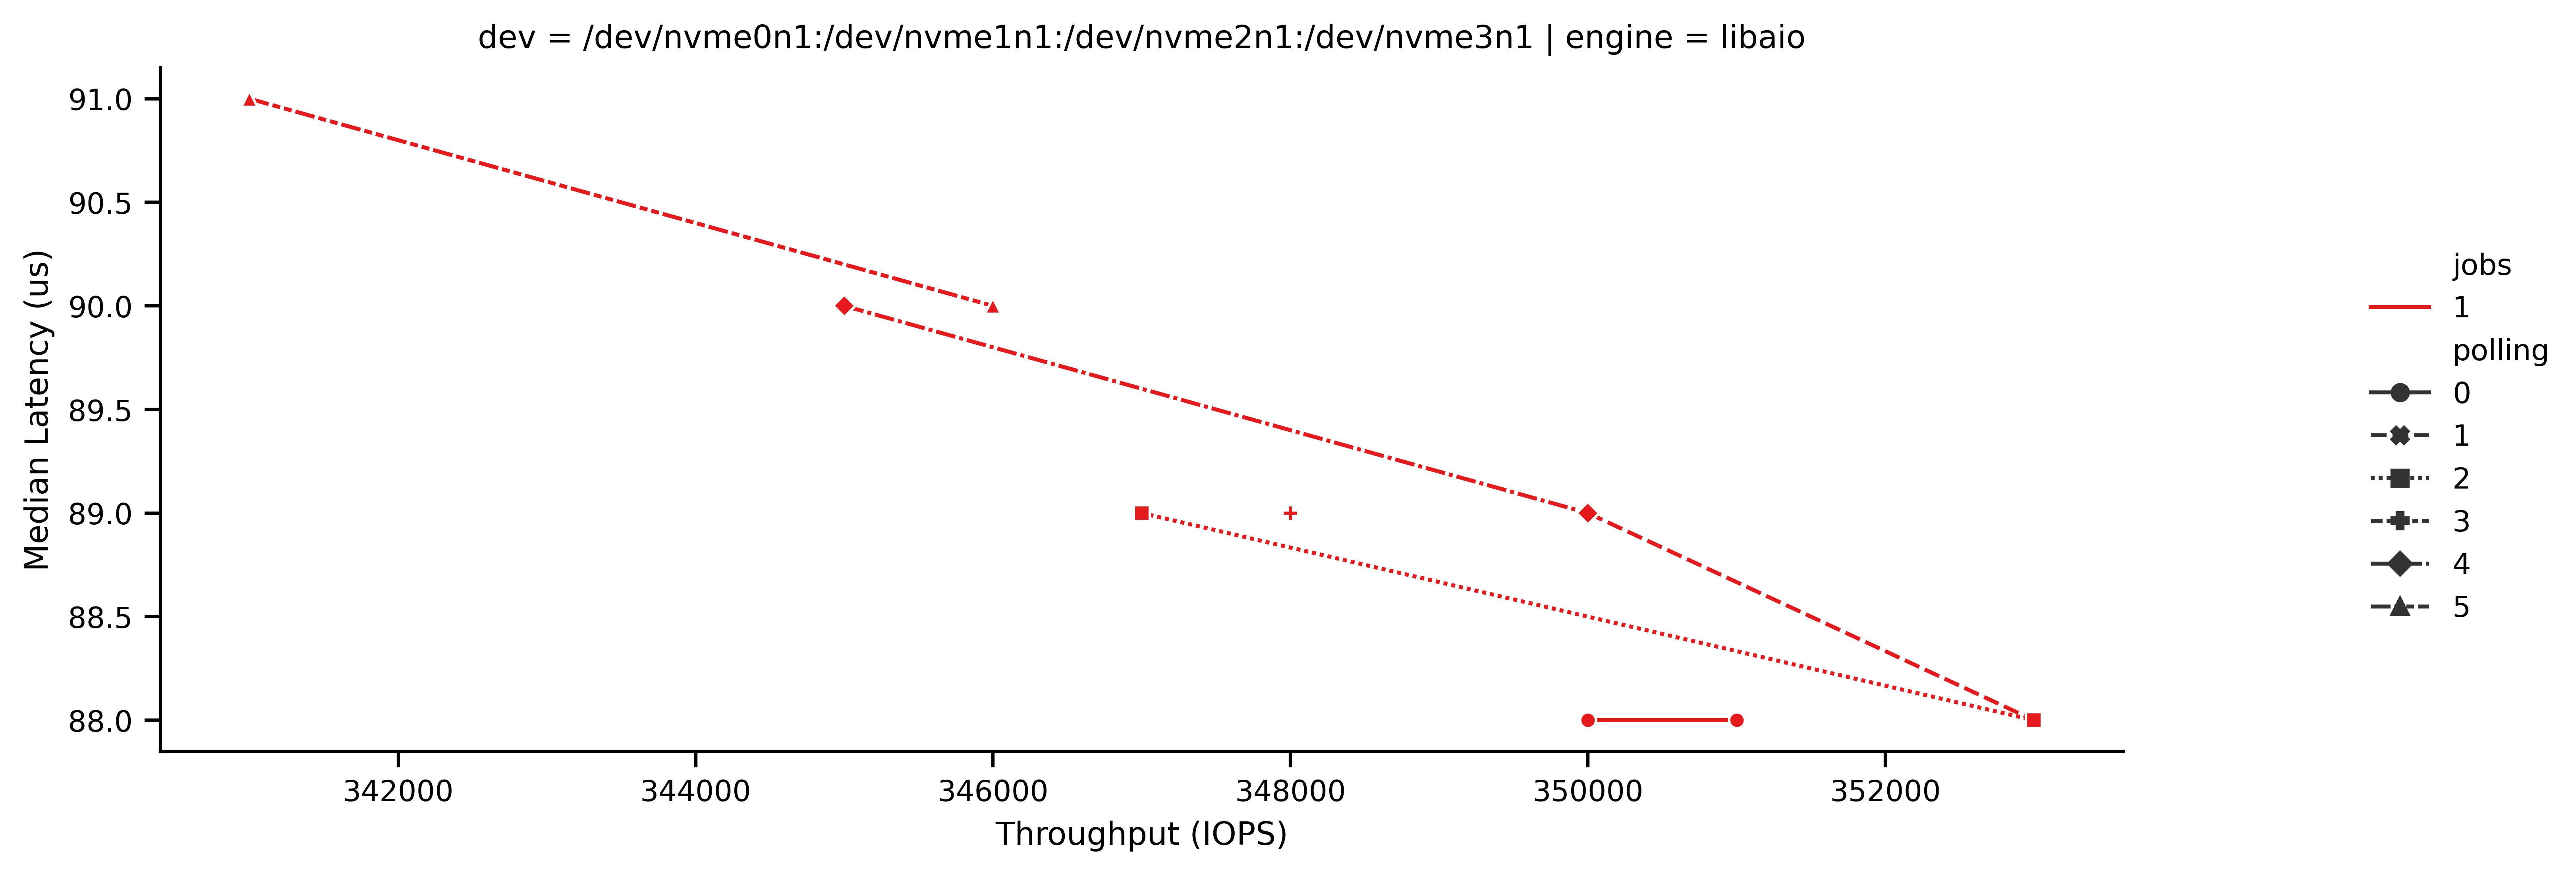 dev = /dev/nvme0n1:/dev/nvme1n1:/dev/nvme2n1:/dev/nvme3n1 | engine = libaio
91.0
90.5
90.0
89.5
89.0
88.5
88.0
Median Latency (us)
342000 344000 346000 348000 350000 352000
Throughput (IOPS)
jobs
1
polling
0
1
2
3
4
5